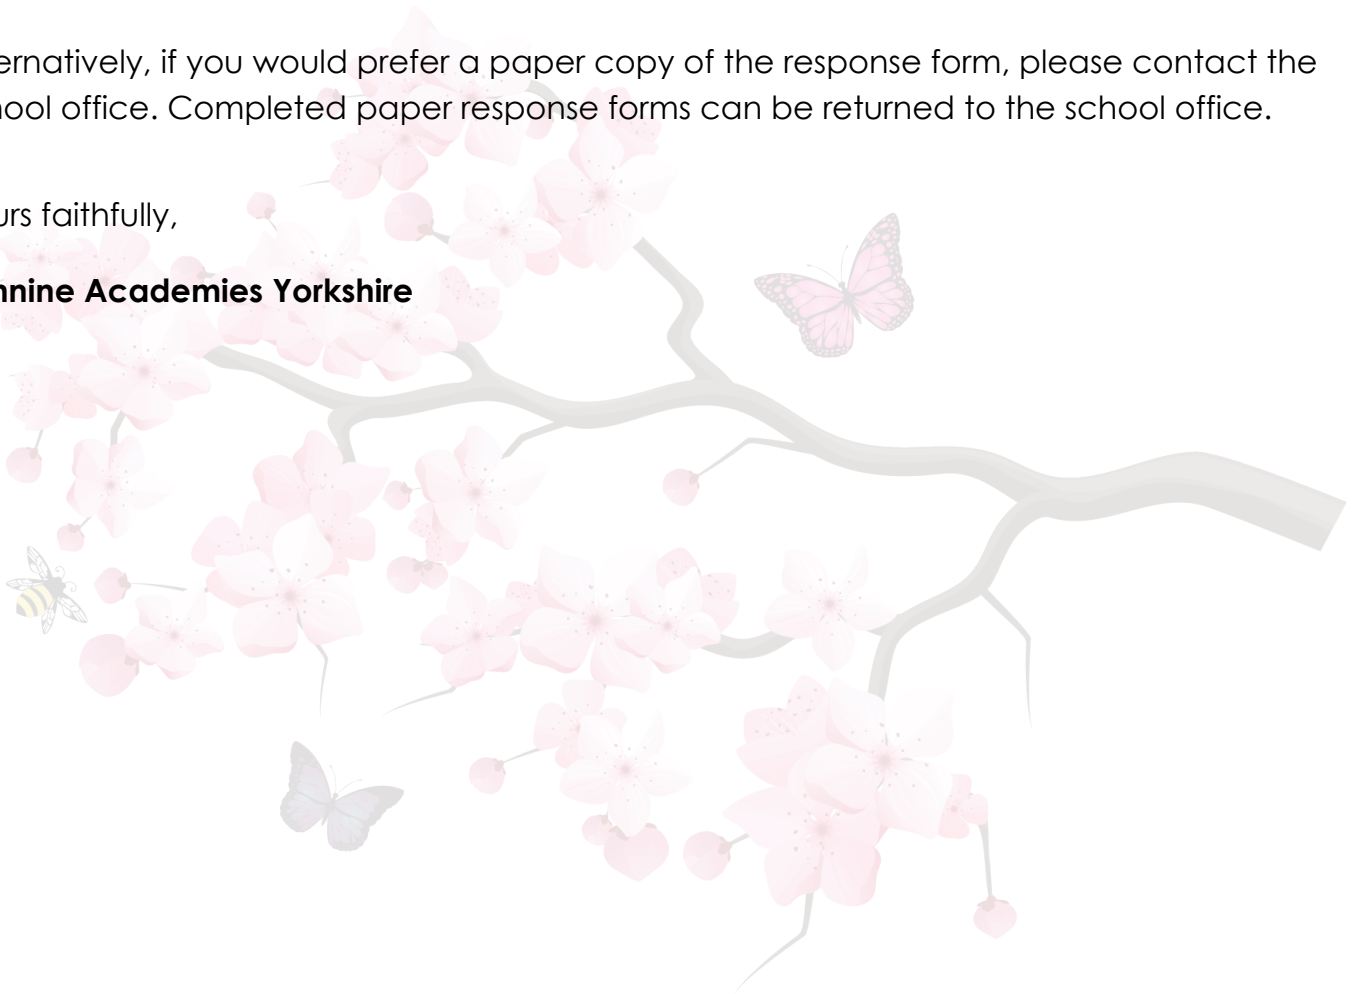 ernatively, if you would prefer a paper copy of the response form, please contact the
ool office. Completed paper response forms can be returned to the school office.
urs faithfully,
nnine Academies Yorkshire